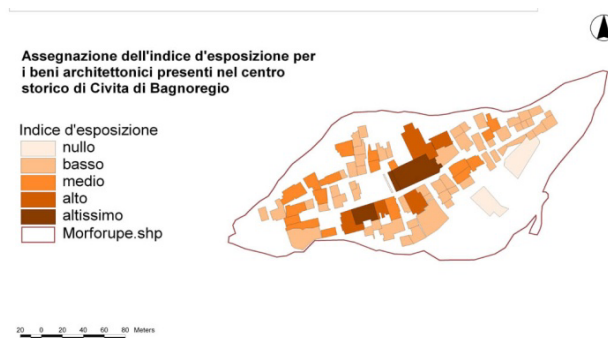 Assegnazione dell'indice d'esposizione per
i beni architettonici presenti nel centro
storico di Civita di Bagnoregio
Indice d'esposizione
nullo
basso
medio
alto
altissimo
Morforupe.shp
20 0 20 40 60 80 Meters